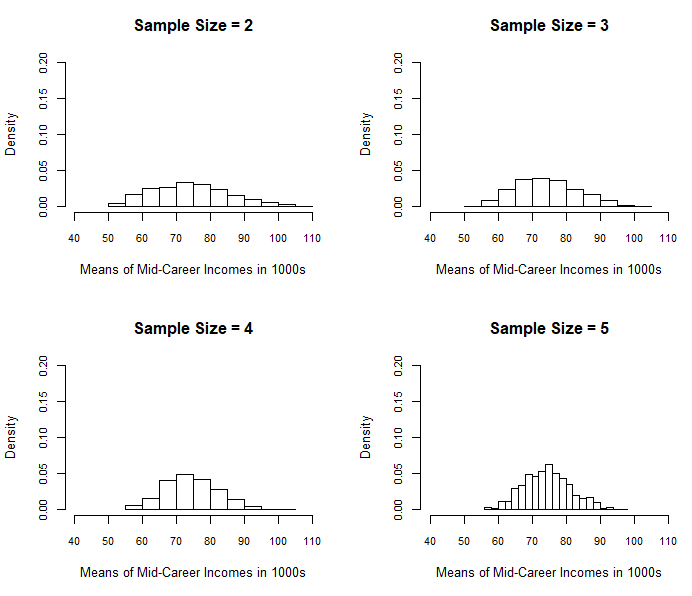 Sample Size = 2
0.20
0.15
0.10
0.05
0.00
Density
40 50 60 70 80 90 100 110
Means of Mid-Career Incomes in 1000s
Sample Size = 3
0.20
0.15
0.10
0.05
0.00
Density
40 50 60 70 80 90 100 110
Means of Mid-Career Incomes in 1000s
Sample Size = 4
0.20
0.15
0.10
0.05
0.00
Density
40 50 60 70 80 90 100 110
Means of Mid-Career Incomes in 1000s
Sample Size = 5
0.20
0.15
0.10
0.05
0.00
Density
40 50 60 70 80 90 100 110
Means of Mid-Career Incomes in 1000s